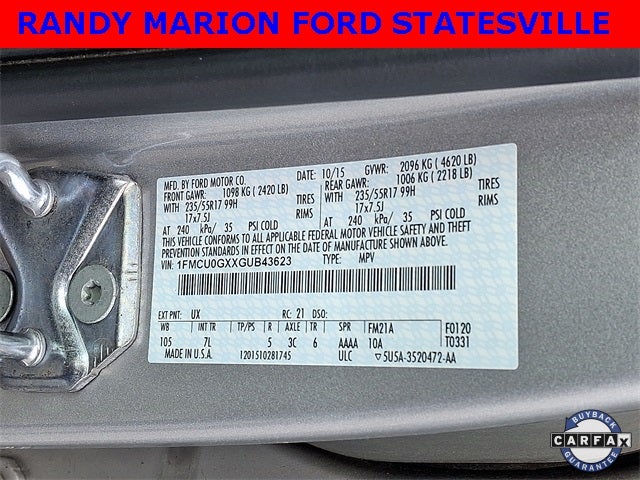 RANDY MARION FORD STATESVILLE
MFD. BY FORD MOTOR CO. DATE: 10/15 GVWR: 2096 KG ( 4620 LB)
FRONT GAWR: 1098 KG ( 2420 LB) REAR GAWR: 1006 KG ( 2218 LB)
WITH 235/55R17 99H TIRES WITH 235/55R17 99H TIRES
17x7.5J RIMS 17x7.5J RIMS
AT 240 kPa/ 35 PSI COLD AT 240 kPa/ 35 PSI COLD
THIS VEHICLE CONFORMS TO ALL APPLICABLE FEDERAL MOTOR VEHICLE SAFETY, BUMPER, AND THEFT
PREVENTION STANDARDS IN EFFECT ON THE DATE OF MANUFACTURE SHOWN ABOVE.
VIN: 1FMCU0GXXGUB43623 TYPE: MPV
EXT PNT: UX RC: 21 DSO:
WB INT TR TP/PS R AXLE TR SPR FM21A F0120
105 7L 5 3C 6 AAAA 10A T0331
MADE IN U.S.A. 1201510281745 ULC 5U5A-3520472-AA
BUYBACK
CARFAX
GUARANTEE